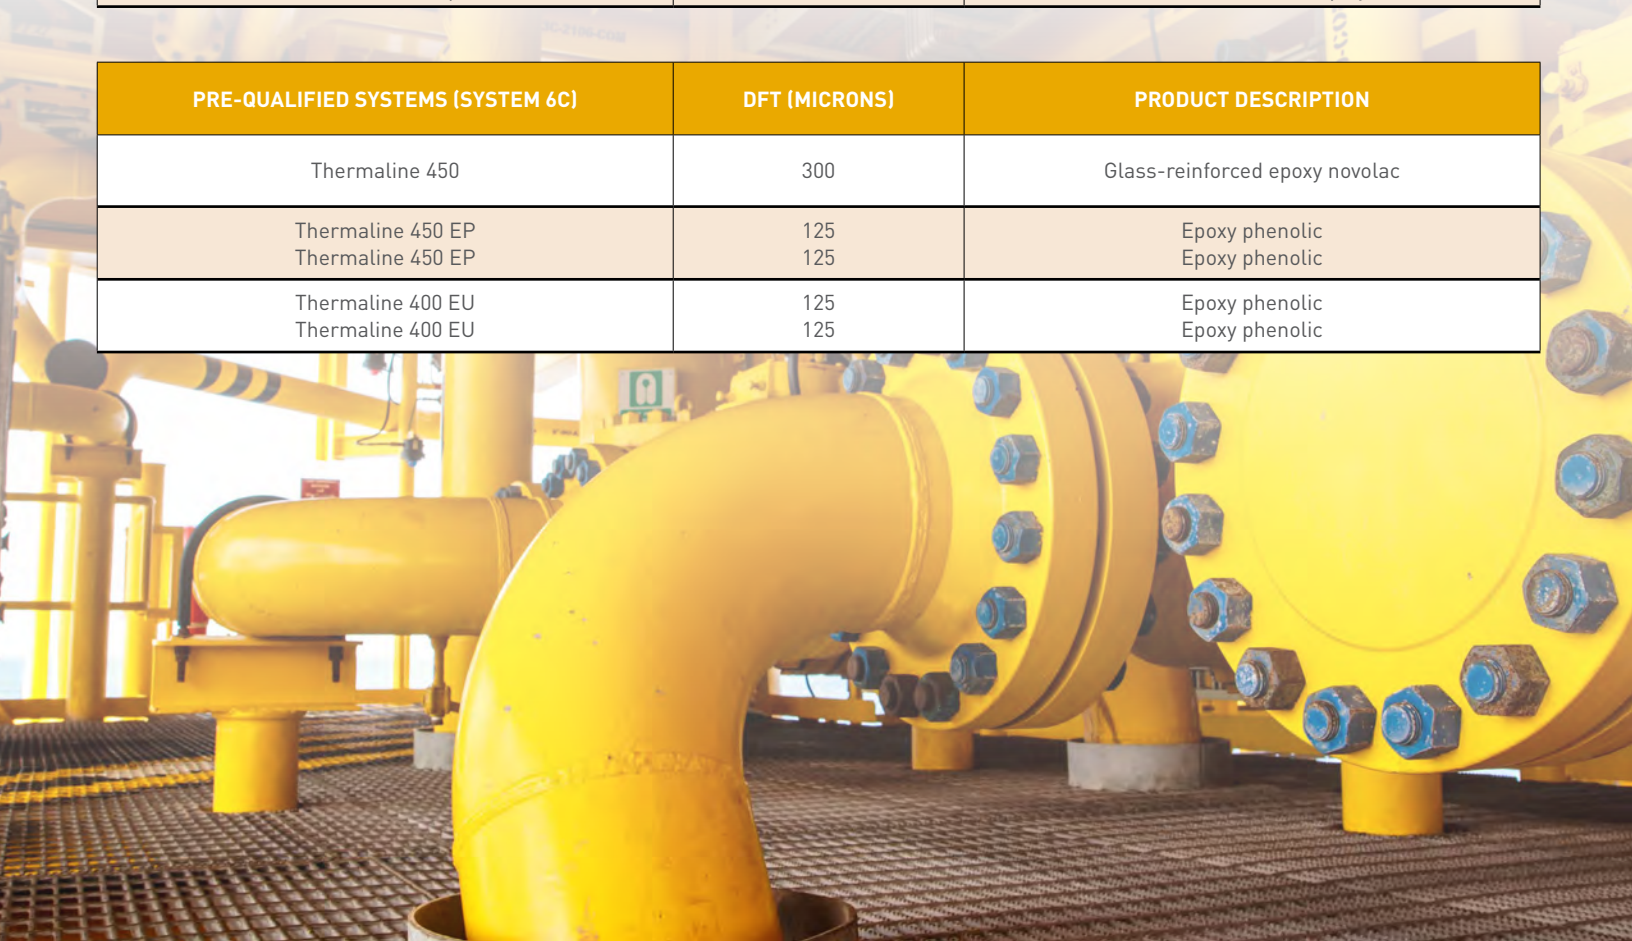 PRE-QUALIFIED SYSTEMS (SYSTEM 6C) DFT (MICRONS) PRODUCT DESCRIPTION
Thermaline 450 300 Glass-reinforced epoxy novolac
Thermaline 450 EP 125 Epoxy phenolic
Thermaline 450 EP 125 Epoxy phenolic
Thermaline 400 EU 125 Epoxy phenolic
Thermaline 400 EU 125 Epoxy phenolic